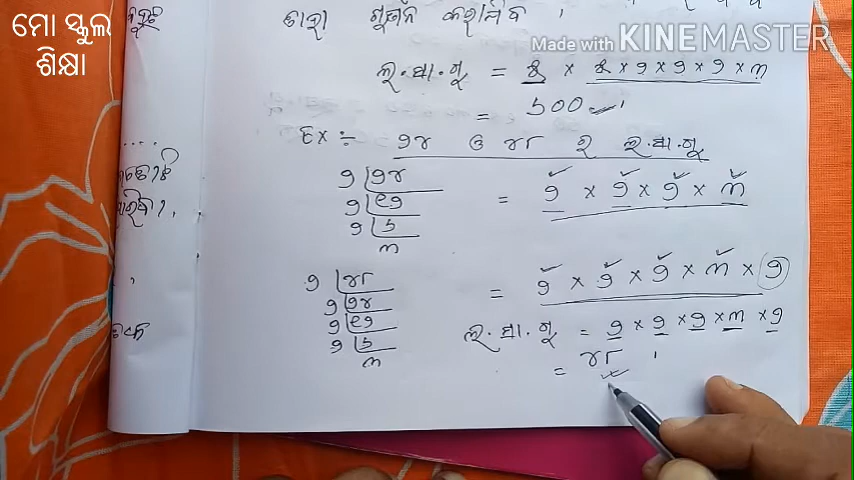 ମୋ ସ୍କୁଲ
ଶିକ୍ଷା
Made with KINEMASTER
ତାହା ଗୁଣନ କରାଯିବ ।
ଲ.ସା.ଗୁ = ୫ × ୫ × ୨ × ୨ × ୨ × ୩
= ୬୦୦ ।
Ex ÷ ୨୪ ଓ ୪୮ ର ଲ.ସା.ଗୁ
୨ ୨୪
୨ ୧୨
୨ ୬
୩
= ୨ × ୨ × ୨ × ୩
୨ ୪୮
୨ ୨୪
୨ ୧୨
୨ ୬
୩
= ୨ × ୨ × ୨ × ୩ × ୨
ଲ.ସା.ଗୁ = ୨ × ୨ × ୨ × ୩ × ୨
= ୪୮ ।